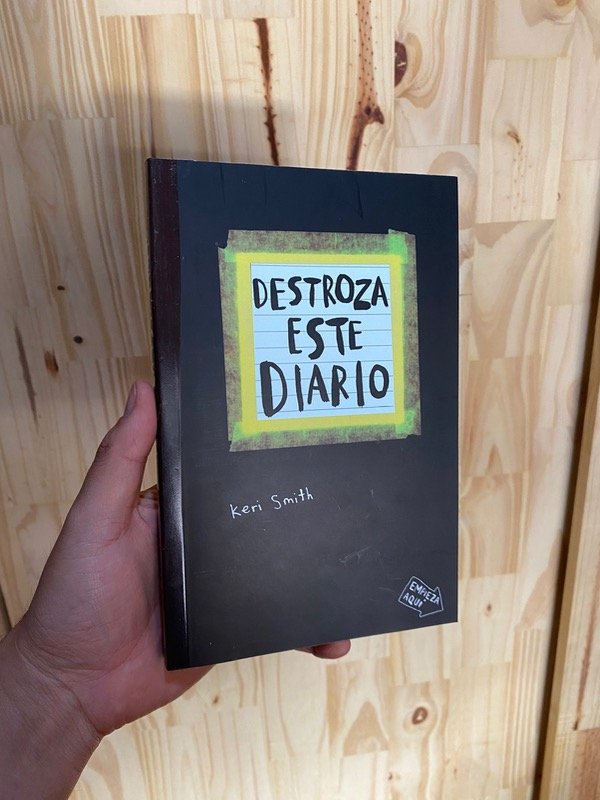 DESTROZA
ESTE
DIARIO
Keri Smith
EMPIEZA
AQUÍ